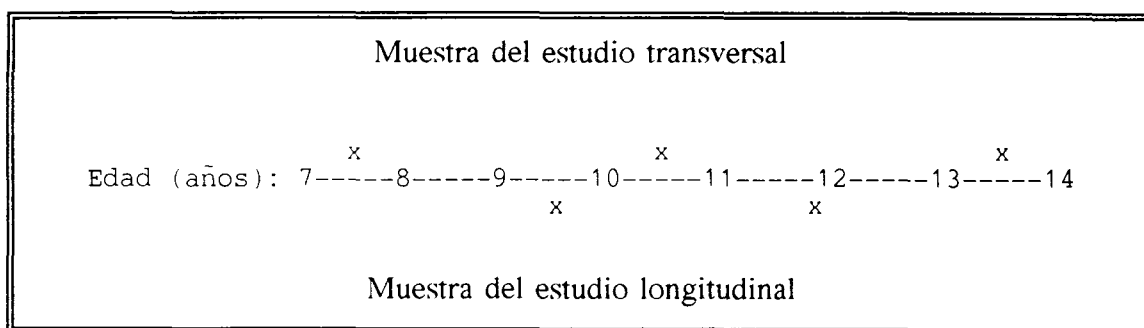 Muestra del estudio transversal
x x x
Edad (años): 7-----8-----9-----10-----11-----12-----13-----14
x x
Muestra del estudio longitudinal